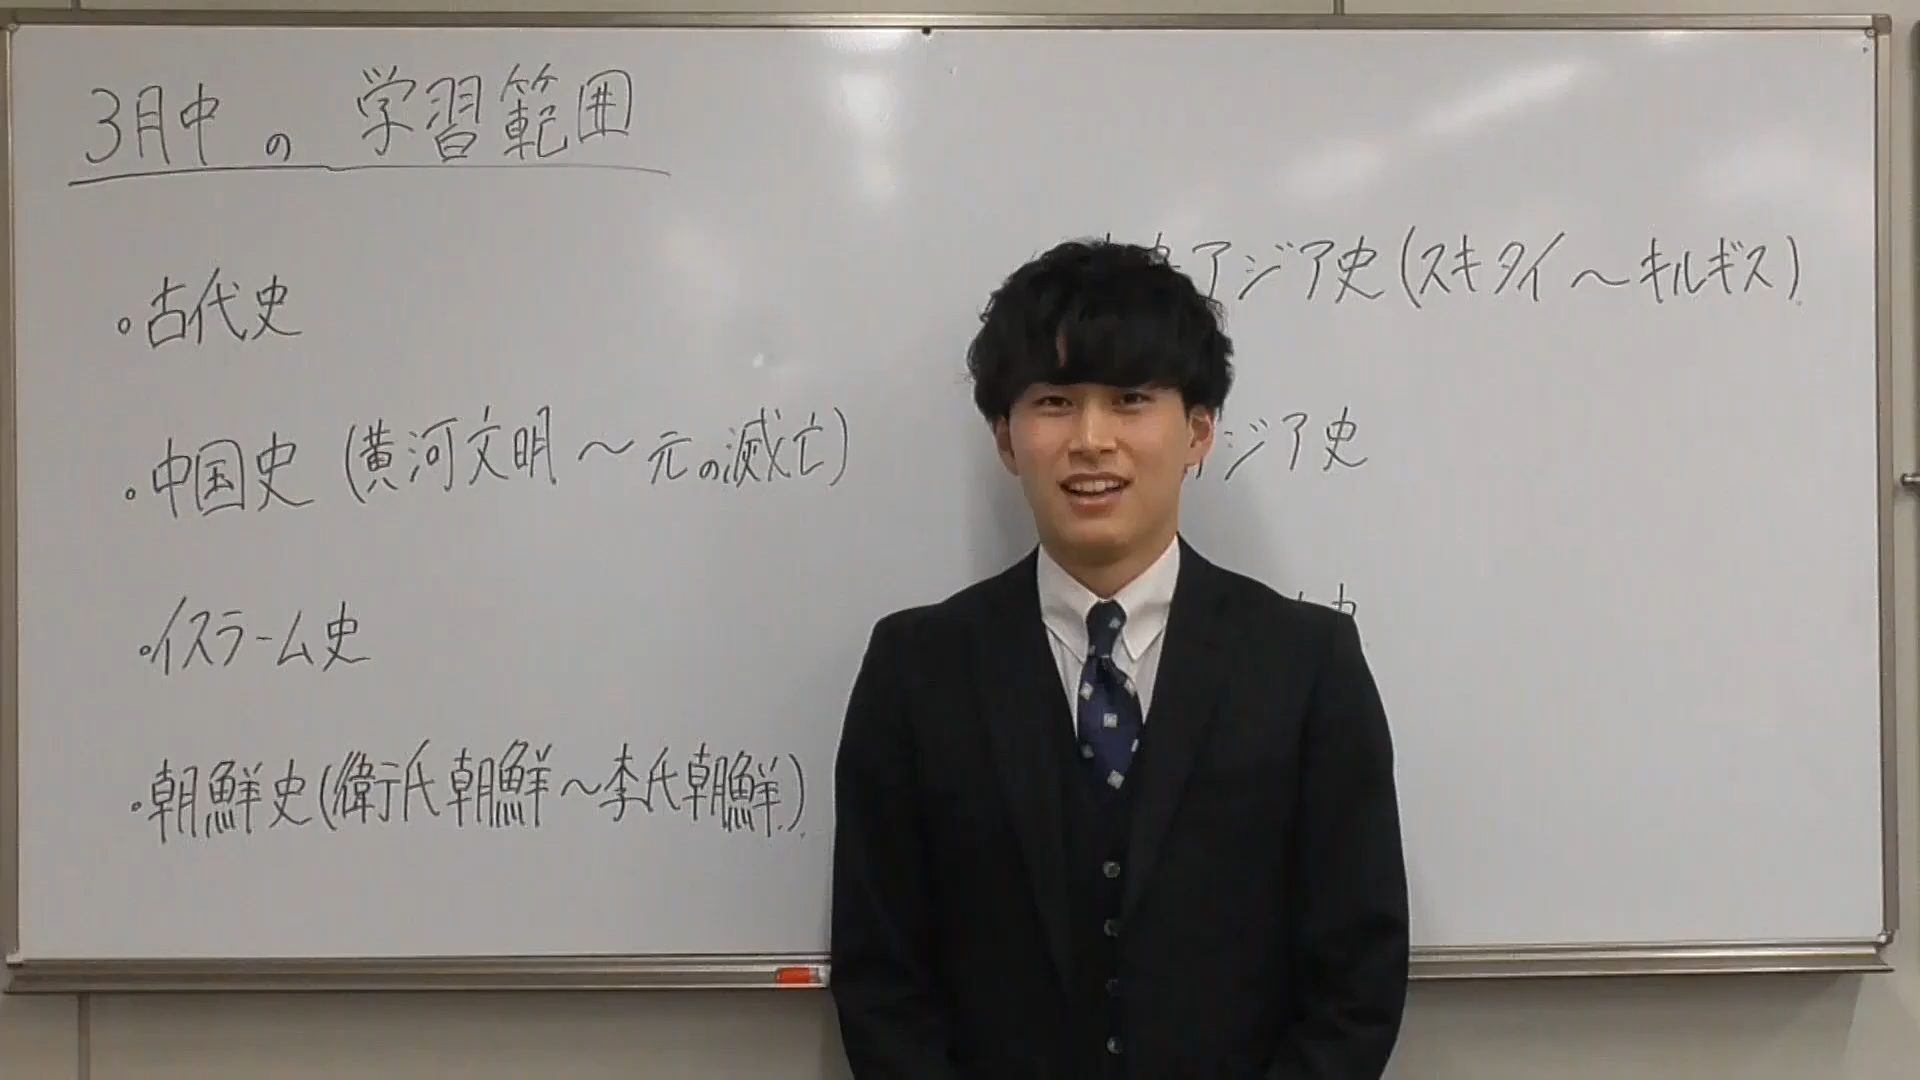 3月中の学習範囲
・古代史
・中国史(黄河文明～元の滅亡)
・イスラーム史
・朝鮮史(衛氏朝鮮～李氏朝鮮)
アジア史(スキタイ～キルギス)
ジア史
史